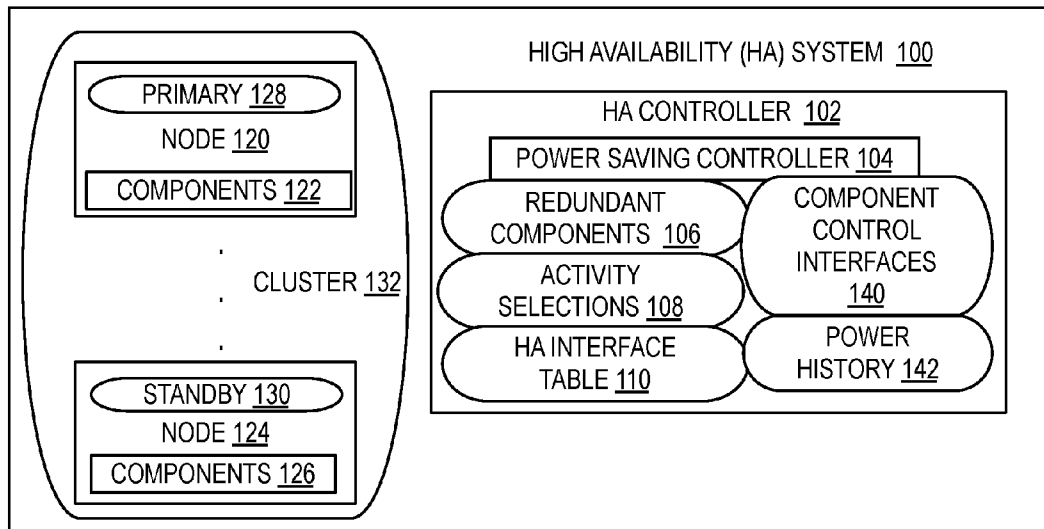 PRIMARY 128
NODE 120
COMPONENTS 122
CLUSTER 132
STANDBY 130
NODE 124
COMPONENTS 126
HIGH AVAILABILITY (HA) SYSTEM 100
HA CONTROLLER 102
POWER SAVING CONTROLLER 104
REDUNDANT
COMPONENTS 106
ACTIVITY
SELECTIONS 108
HA INTERFACE
TABLE 110
COMPONENT
CONTROL
INTERFACES
140
POWER
HISTORY 142